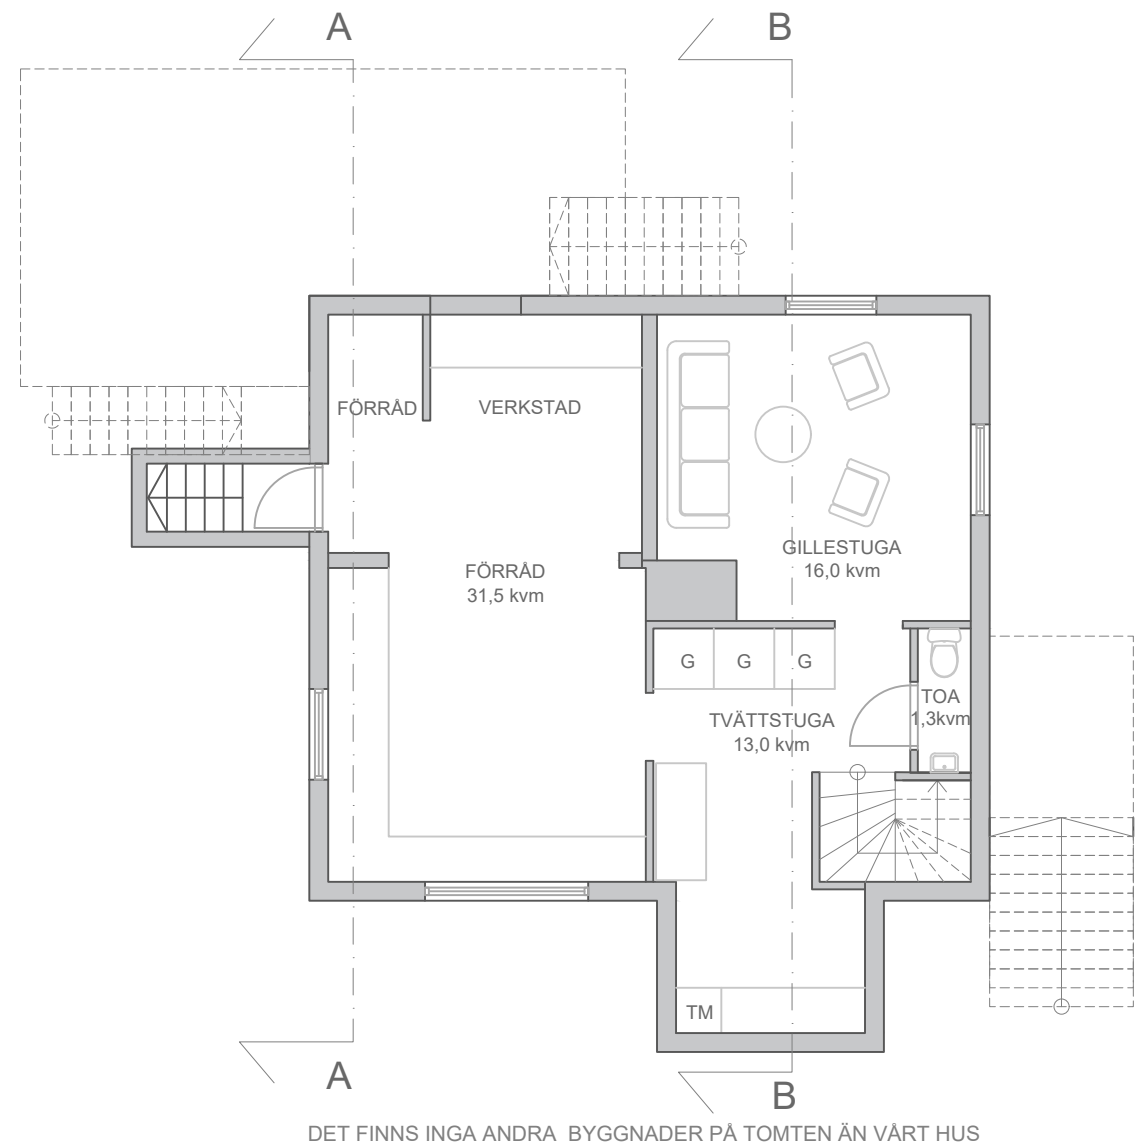 A
B
FÖRRÅD
VERKSTAD
GILLESTUGA
16,0 kvm
FÖRRÅD
31,5 kvm
G
G
G
TOA
1,3kvm
TVÄTTSTUGA
13,0 kvm
TM
A
B
DET FINNS INGA ANDRA BYGGNADER PÅ TOMTEN ÄN VÅRT HUS